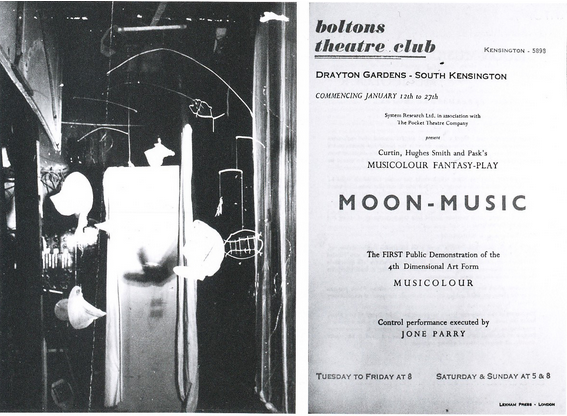 boltons
theatre club
KENSINGTON - 5898
DRAYTON GARDENS - SOUTH KENSINGTON
COMMENCING JANUARY 12th to 27th
System Research Ltd. in association with
The Pocket Theatre Company
present
Curtin, Hughes Smith and Pask's
MUSICOLOUR FANTASY-PLAY
MOON-MUSIC
The FIRST Public Demonstration of the
4th Dimensional Art Form
MUSICOLOUR
Control performance executed by
JONE PARRY
TUESDAY TO FRIDAY AT 8 SATURDAY & SUNDAY AT 5 & 8
LEXHAM PRESS - LONDON